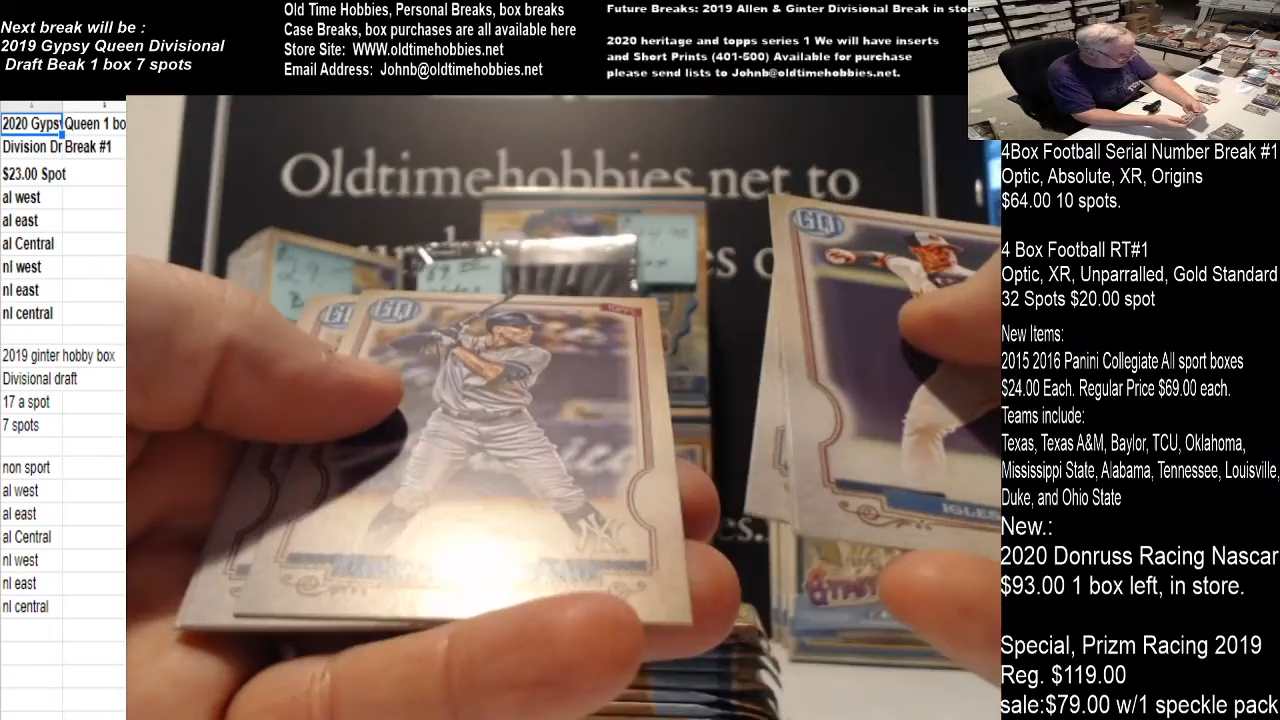 Next break will be :
2019 Gypsy Queen Divisional
Draft Beak 1 box 7 spots
Old Time Hobbies, Personal Breaks, box breaks
Case Breaks, box purchases are all available here
Store Site: WWW.oldtimehobbies.net
Email Address: Johnb@oldtimehobbies.net
Future Breaks: 2019 Allen & Ginter Divisional Break in store
2020 heritage and topps series 1 We will have inserts
and Short Prints (401-500) Available for purchase
please send lists to Johnb@oldtimehobbies.net.
2020 Gypsy Queen 1 bo
Division Dr Break #1
$23.00 Spot
al west
al east
al Central
nl west
nl east
nl central
2019 ginter hobby box
Divisional draft
17 a spot
7 spots
non sport
al west
al east
al Central
nl west
nl east
nl central
Oldtimehobbies.net to
GQ
GQ
TOPPS
NY
GQ
IGLES
4Box Football Serial Number Break #1
Optic, Absolute, XR, Origins
$64.00 10 spots.
4 Box Football RT#1
Optic, XR, Unparralled, Gold Standard
32 Spots $20.00 spot
New Items:
2015 2016 Panini Collegiate All sport boxes
$24.00 Each. Regular Price $69.00 each.
Teams include:
Texas, Texas A&M, Baylor, TCU, Oklahoma,
Mississippi State, Alabama, Tennessee, Louisville,
Duke, and Ohio State
New.:
2020 Donruss Racing Nascar
$93.00 1 box left, in store.
Special, Prizm Racing 2019
Reg. $119.00
sale:$79.00 w/1 speckle pack